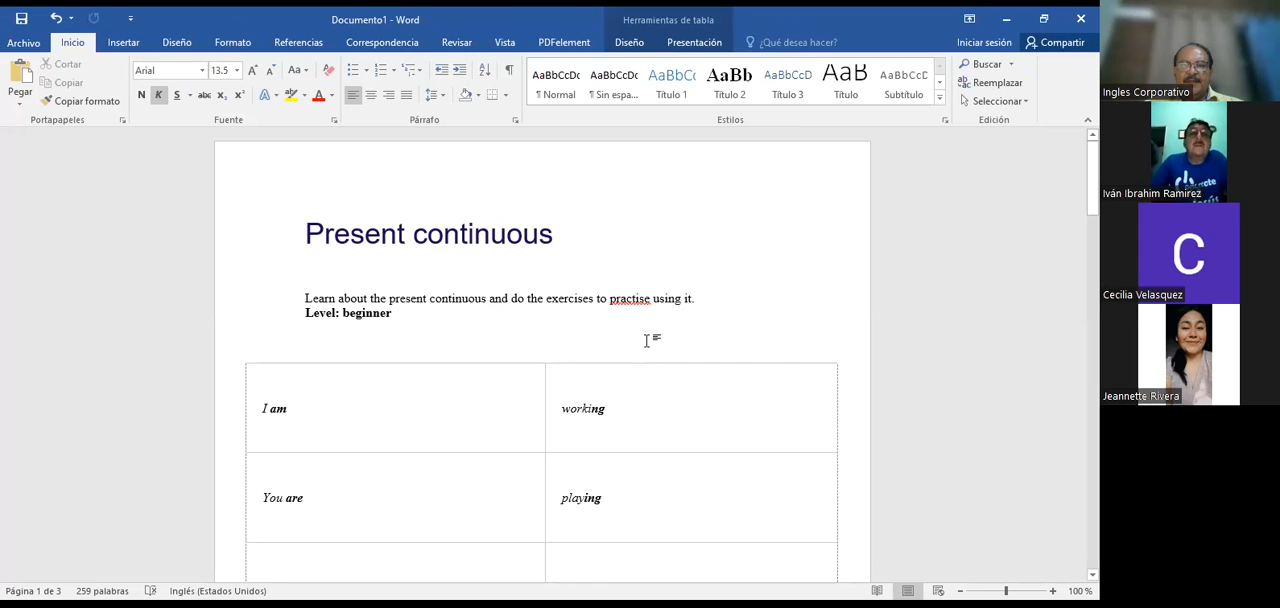 Documento1 - Word
Herramientas de tabla
Archivo
Inicio
Insertar
Diseño
Formato
Referencias
Correspondencia
Revisar
Vista
PDFelement
Diseño
Presentación
¿Qué desea hacer?
Iniciar sesión
Compartir
Pegar
Cortar
Copiar
Copiar formato
Portapapeles
Arial
13.5
N K S abc x₂ x²
Fuente
Párrafo
AaBbCcDc
¶ Normal
AaBbCcDc
¶ Sin espa...
AaBbCc
Título 1
AaBb
Título 2
AaBbCcD
Título 3
AaB
Título
AaBbCcD
Subtítulo
Estilos
Buscar
Reemplazar
Seleccionar
Edición
Present continuous
Learn about the present continuous and do the exercises to practise using it.
Level: beginner
I am
working
You are
playing
Página 1 de 3
259 palabras
Inglés (Estados Unidos)
100 %
Ingles Corporativo
Iván Ibrahim Ramirez
C
Cecilia Velasquez
Jeannette Rivera